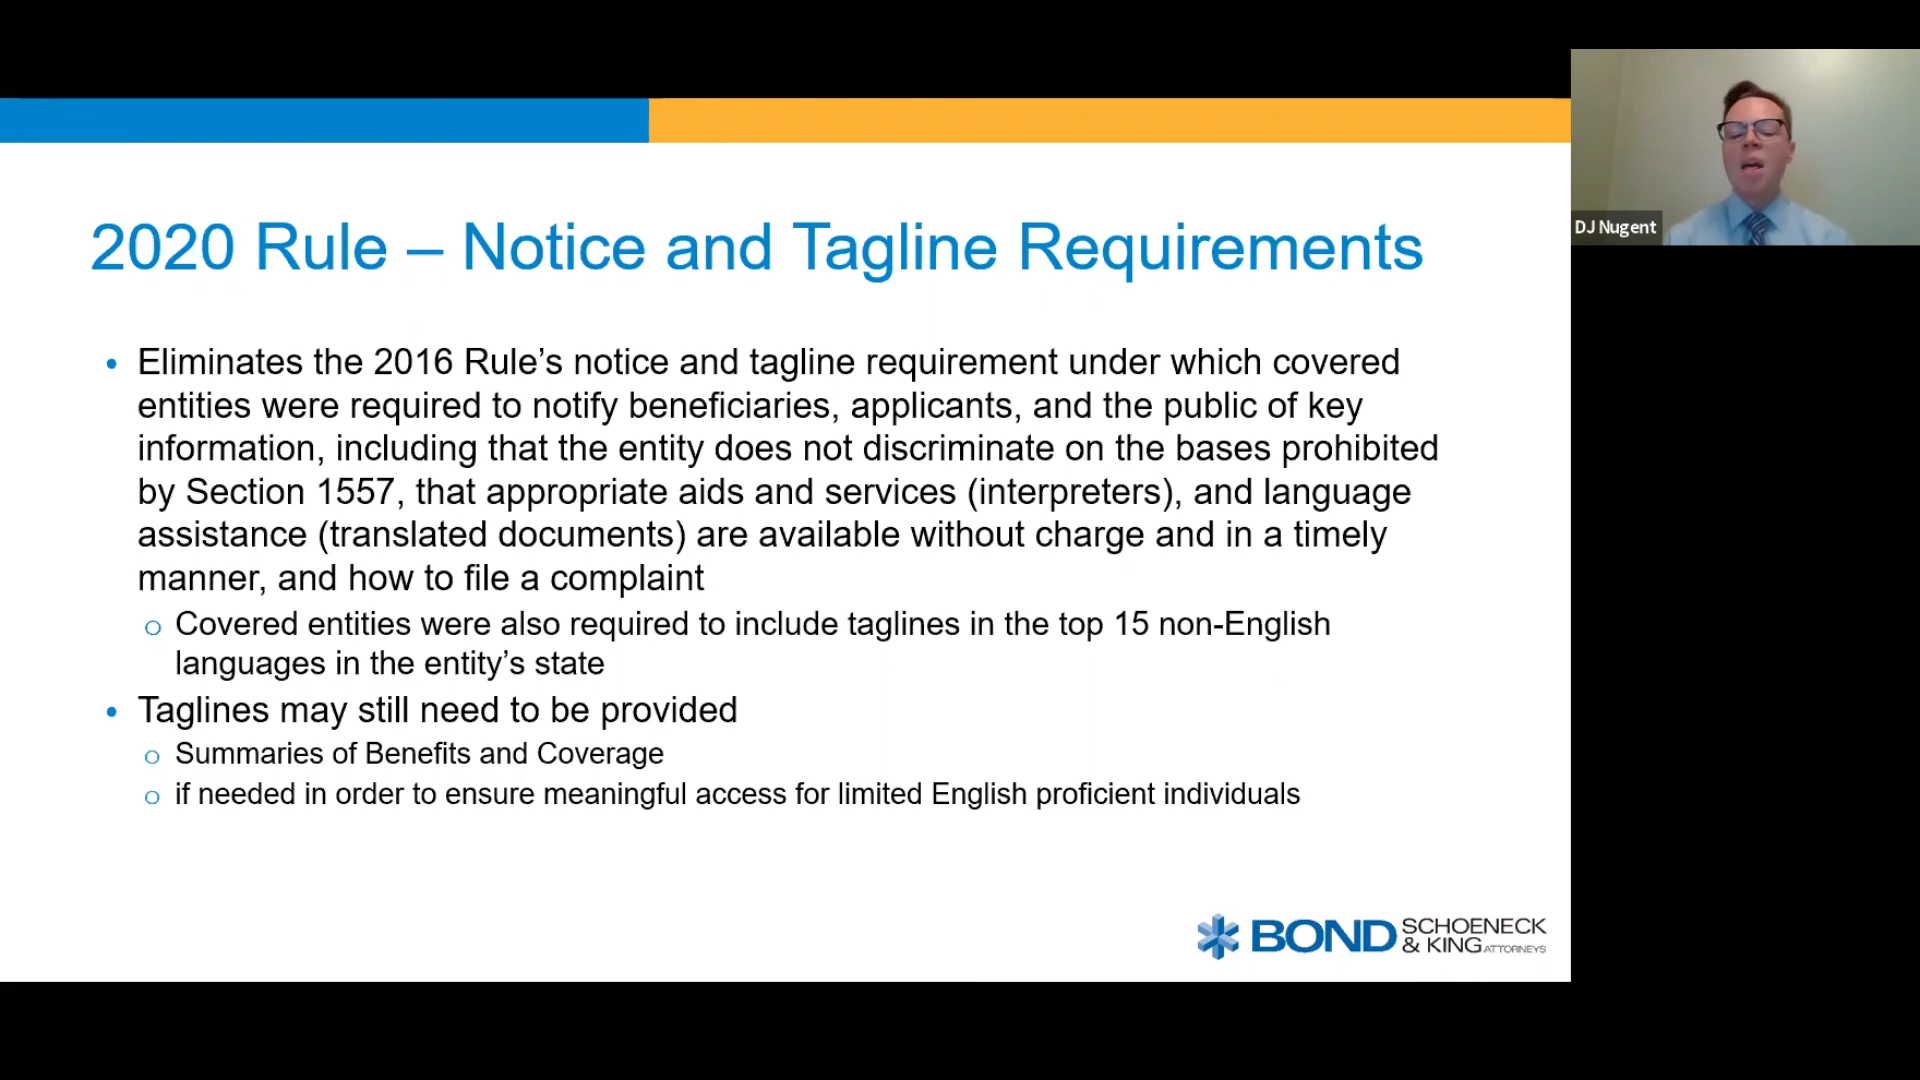 2020 Rule – Notice and Tagline Requirements
• Eliminates the 2016 Rule’s notice and tagline requirement under which covered
entities were required to notify beneficiaries, applicants, and the public of key
information, including that the entity does not discriminate on the bases prohibited
by Section 1557, that appropriate aids and services (interpreters), and language
assistance (translated documents) are available without charge and in a timely
manner, and how to file a complaint
o Covered entities were also required to include taglines in the top 15 non-English
languages in the entity’s state
• Taglines may still need to be provided
o Summaries of Benefits and Coverage
o if needed in order to ensure meaningful access for limited English proficient individuals
BOND SCHOENECK
& KING ATTORNEYS
DJ Nugent